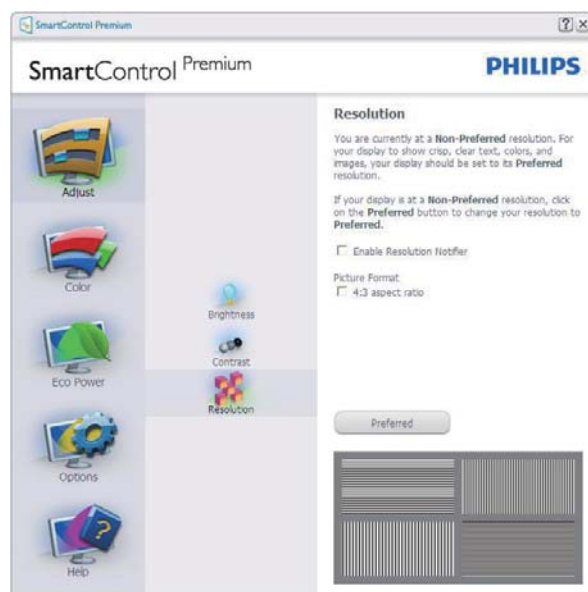 SmartControl Premium
SmartControl Premium
PHILIPS
Adjust
Color
Eco Power
Options
Help
Brightness
Contrast
Resolution
Resolution
You are currently at a Non-Preferred resolution. For
your display to show crisp, clear text, colors, and
images, your display should be set to its Preferred
resolution.
If your display is at a Non-Preferred resolution, click
on the Preferred button to change your resolution to
Preferred.
Enable Resolution Notifier
Picture Format
4:3 aspect ratio
Preferred